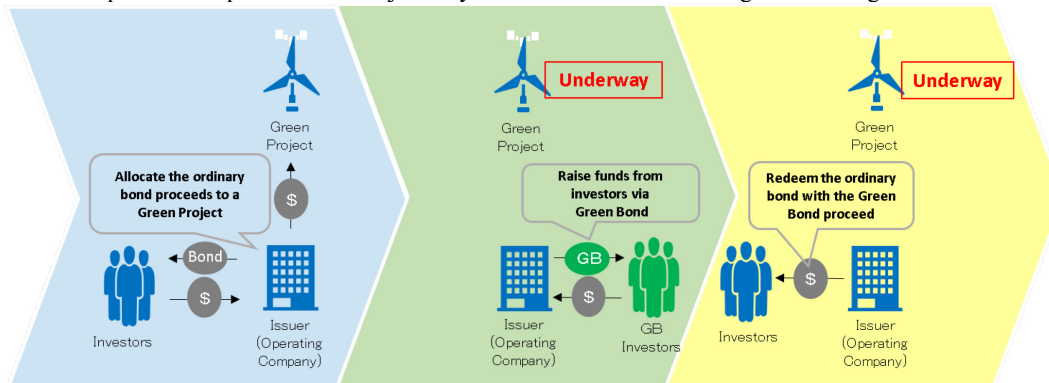 Green
Project
Allocate the ordinary
bond proceeds to a
Green Project
$
Bond
$
Investors
Issuer
(Operating
Company)
Underway
Green
Project
Raise funds from
investors via
Green Bond
GB
$
Issuer
(Operating
Company)
GB
Investors
Underway
Green
Project
Redeem the ordinary
bond with the Green
Bond proceed
$
Investors
Issuer
(Operating
Company)